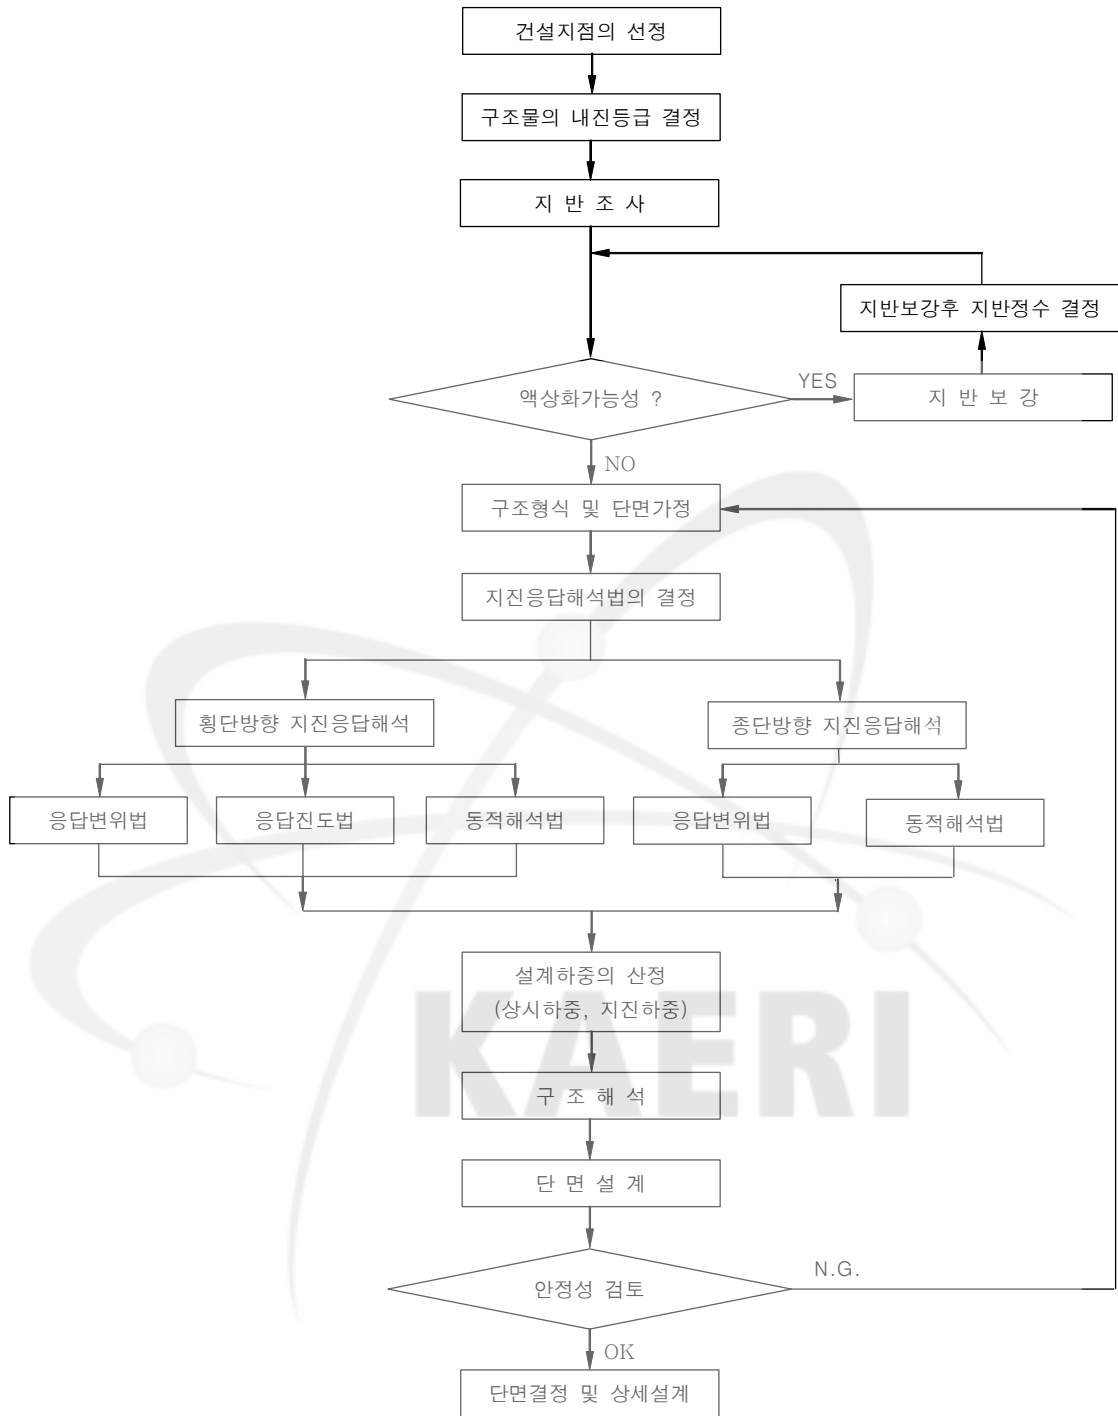 건설지점의 선정
구조물의 내진등급 결정
지 반 조 사
지반보강후 지반정수 결정
액상화가능성 ?
YES
지 반 보 강
NO
구조형식 및 단면가정
지진응답해석법의 결정
횡단방향 지진응답해석
종단방향 지진응답해석
응답변위법
응답진도법
동적해석법
응답변위법
동적해석법
설계하중의 산정
(상시하중, 지진하중)
KAERI
구 조 해 석
단 면 설 계
안정성 검토
N.G.
OK
단면결정 및 상세설계